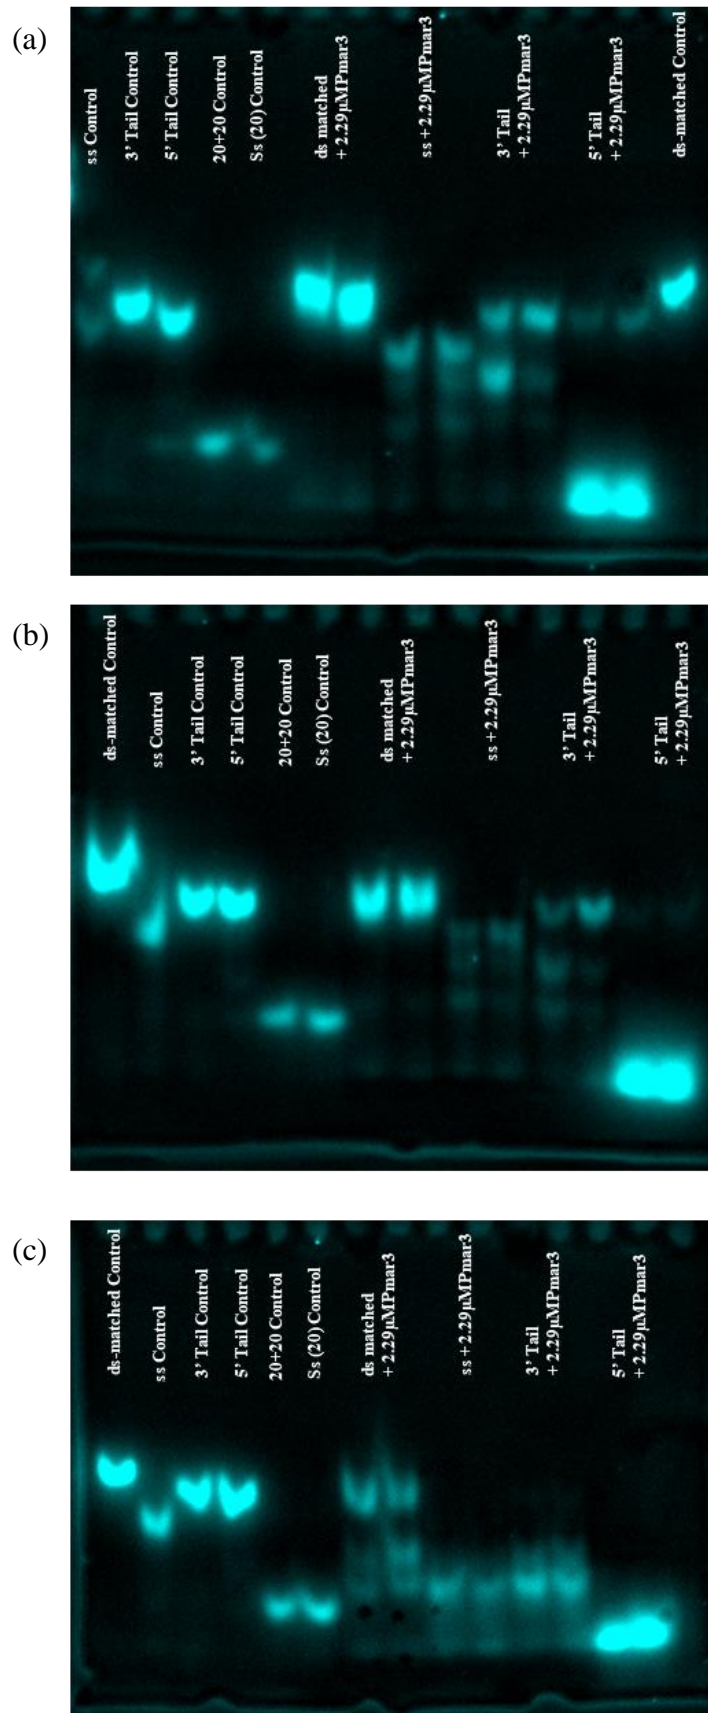 (a)
ss Control
3' Tail Control
5' Tail Control
20+20 Control
Ss (20) Control
ds matched
+ 2.29µMPmar3
ss + 2.29µMPmar3
3' Tail
+ 2.29µMPmar3
5' Tail
+ 2.29µMPmar3
ds-matched Control
(b)
ds-matched Control
ss Control
3' Tail Control
5' Tail Control
20+20 Control
Ss (20) Control
ds matched
+ 2.29µMPmar3
ss + 2.29µMPmar3
3' Tail
+ 2.29µMPmar3
5' Tail
+ 2.29µMPmar3
(c)
ds-matched Control
ss Control
3' Tail Control
5' Tail Control
20+20 Control
Ss (20) Control
ds matched
+ 2.29µMPmar3
ss + 2.29µMPmar3
3' Tail
+ 2.29µMPmar3
5' Tail
+ 2.29µMPmar3